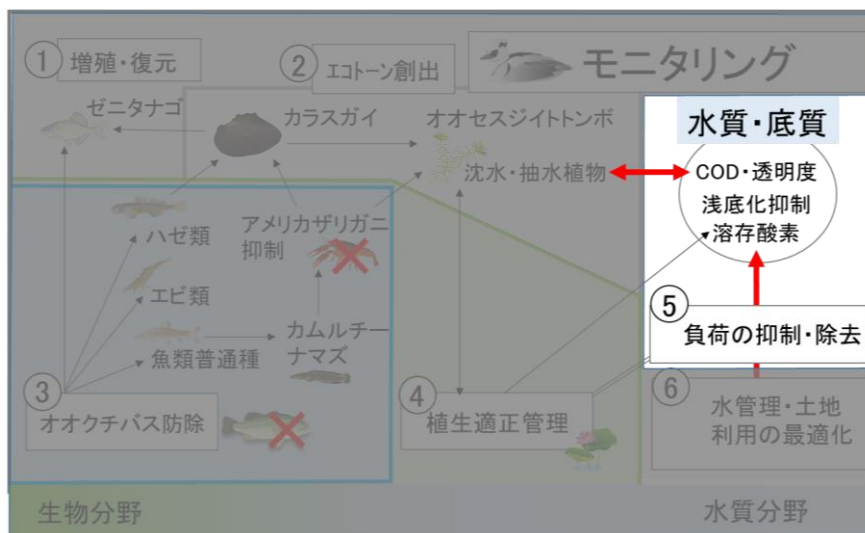 ① 増殖・復元
② エコトーン創出
モニタリング
ゼニタナゴ
カラスガイ
オオセスジイトトンボ
水質・底質
沈水・抽水植物
COD・透明度
浅底化抑制
溶存酸素
ハゼ類
アメリカザリガニ
抑制
エビ類
魚類普通種
カムルチー
ナマズ
⑤
負荷の抑制・除去
③
オオクチバス防除
④
植生適正管理
⑥
水管理・土地
利用の最適化
生物分野
水質分野